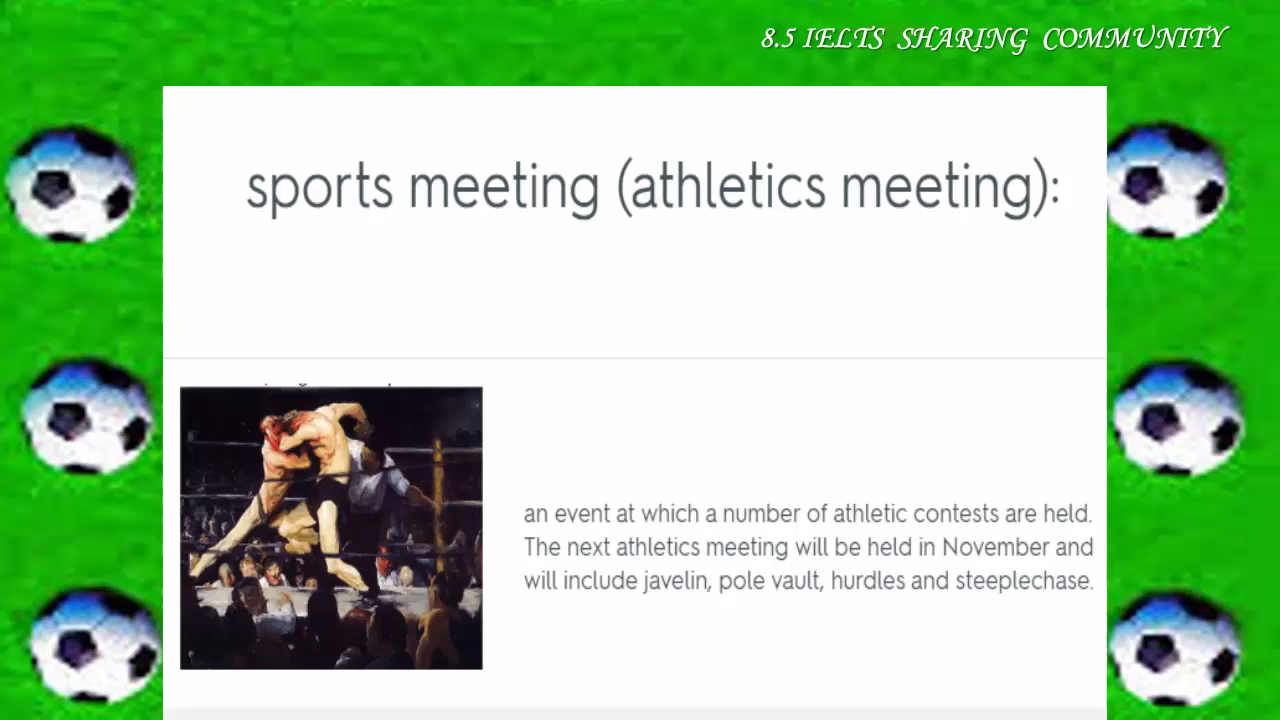 8.5 IELTS SHARING COMMUNITY
sports meeting (athletics meeting):
an event at which a number of athletic contests are held.
The next athletics meeting will be held in November and
will include javelin, pole vault, hurdles and steeplechase.